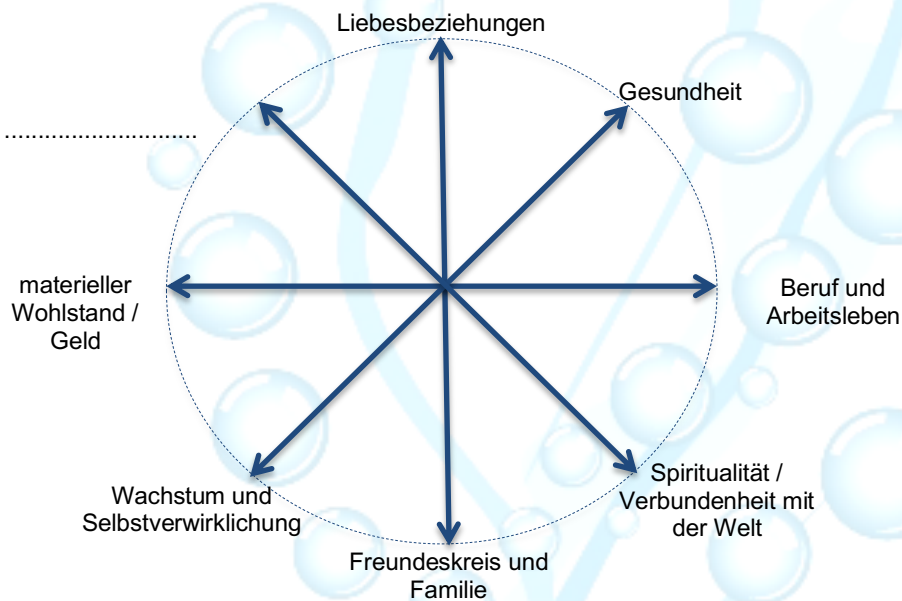 Liebesbeziehungen
Gesundheit
..............................
materieller
Wohlstand /
Geld
Beruf und
Arbeitsleben
Wachstum und
Selbstverwirklichung
Spiritualität /
Verbundenheit mit
der Welt
Freundeskreis und
Familie